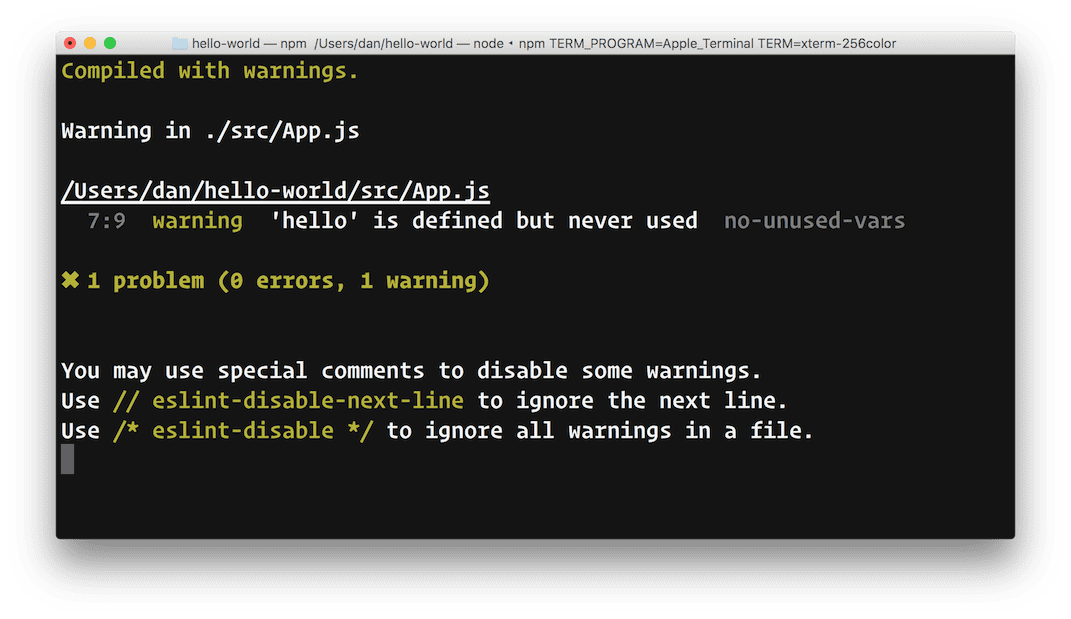 hello-world — npm  /Users/dan/hello-world — node ◂ npm TERM_PROGRAM=Apple_Terminal TERM=xterm-256color
Compiled with warnings.
Warning in ./src/App.js
/Users/dan/hello-world/src/App.js
  7:9  warning  'hello' is defined but never used  no-unused-vars
✖ 1 problem (0 errors, 1 warning)
You may use special comments to disable some warnings.
Use // eslint-disable-next-line to ignore the next line.
Use /* eslint-disable */ to ignore all warnings in a file.